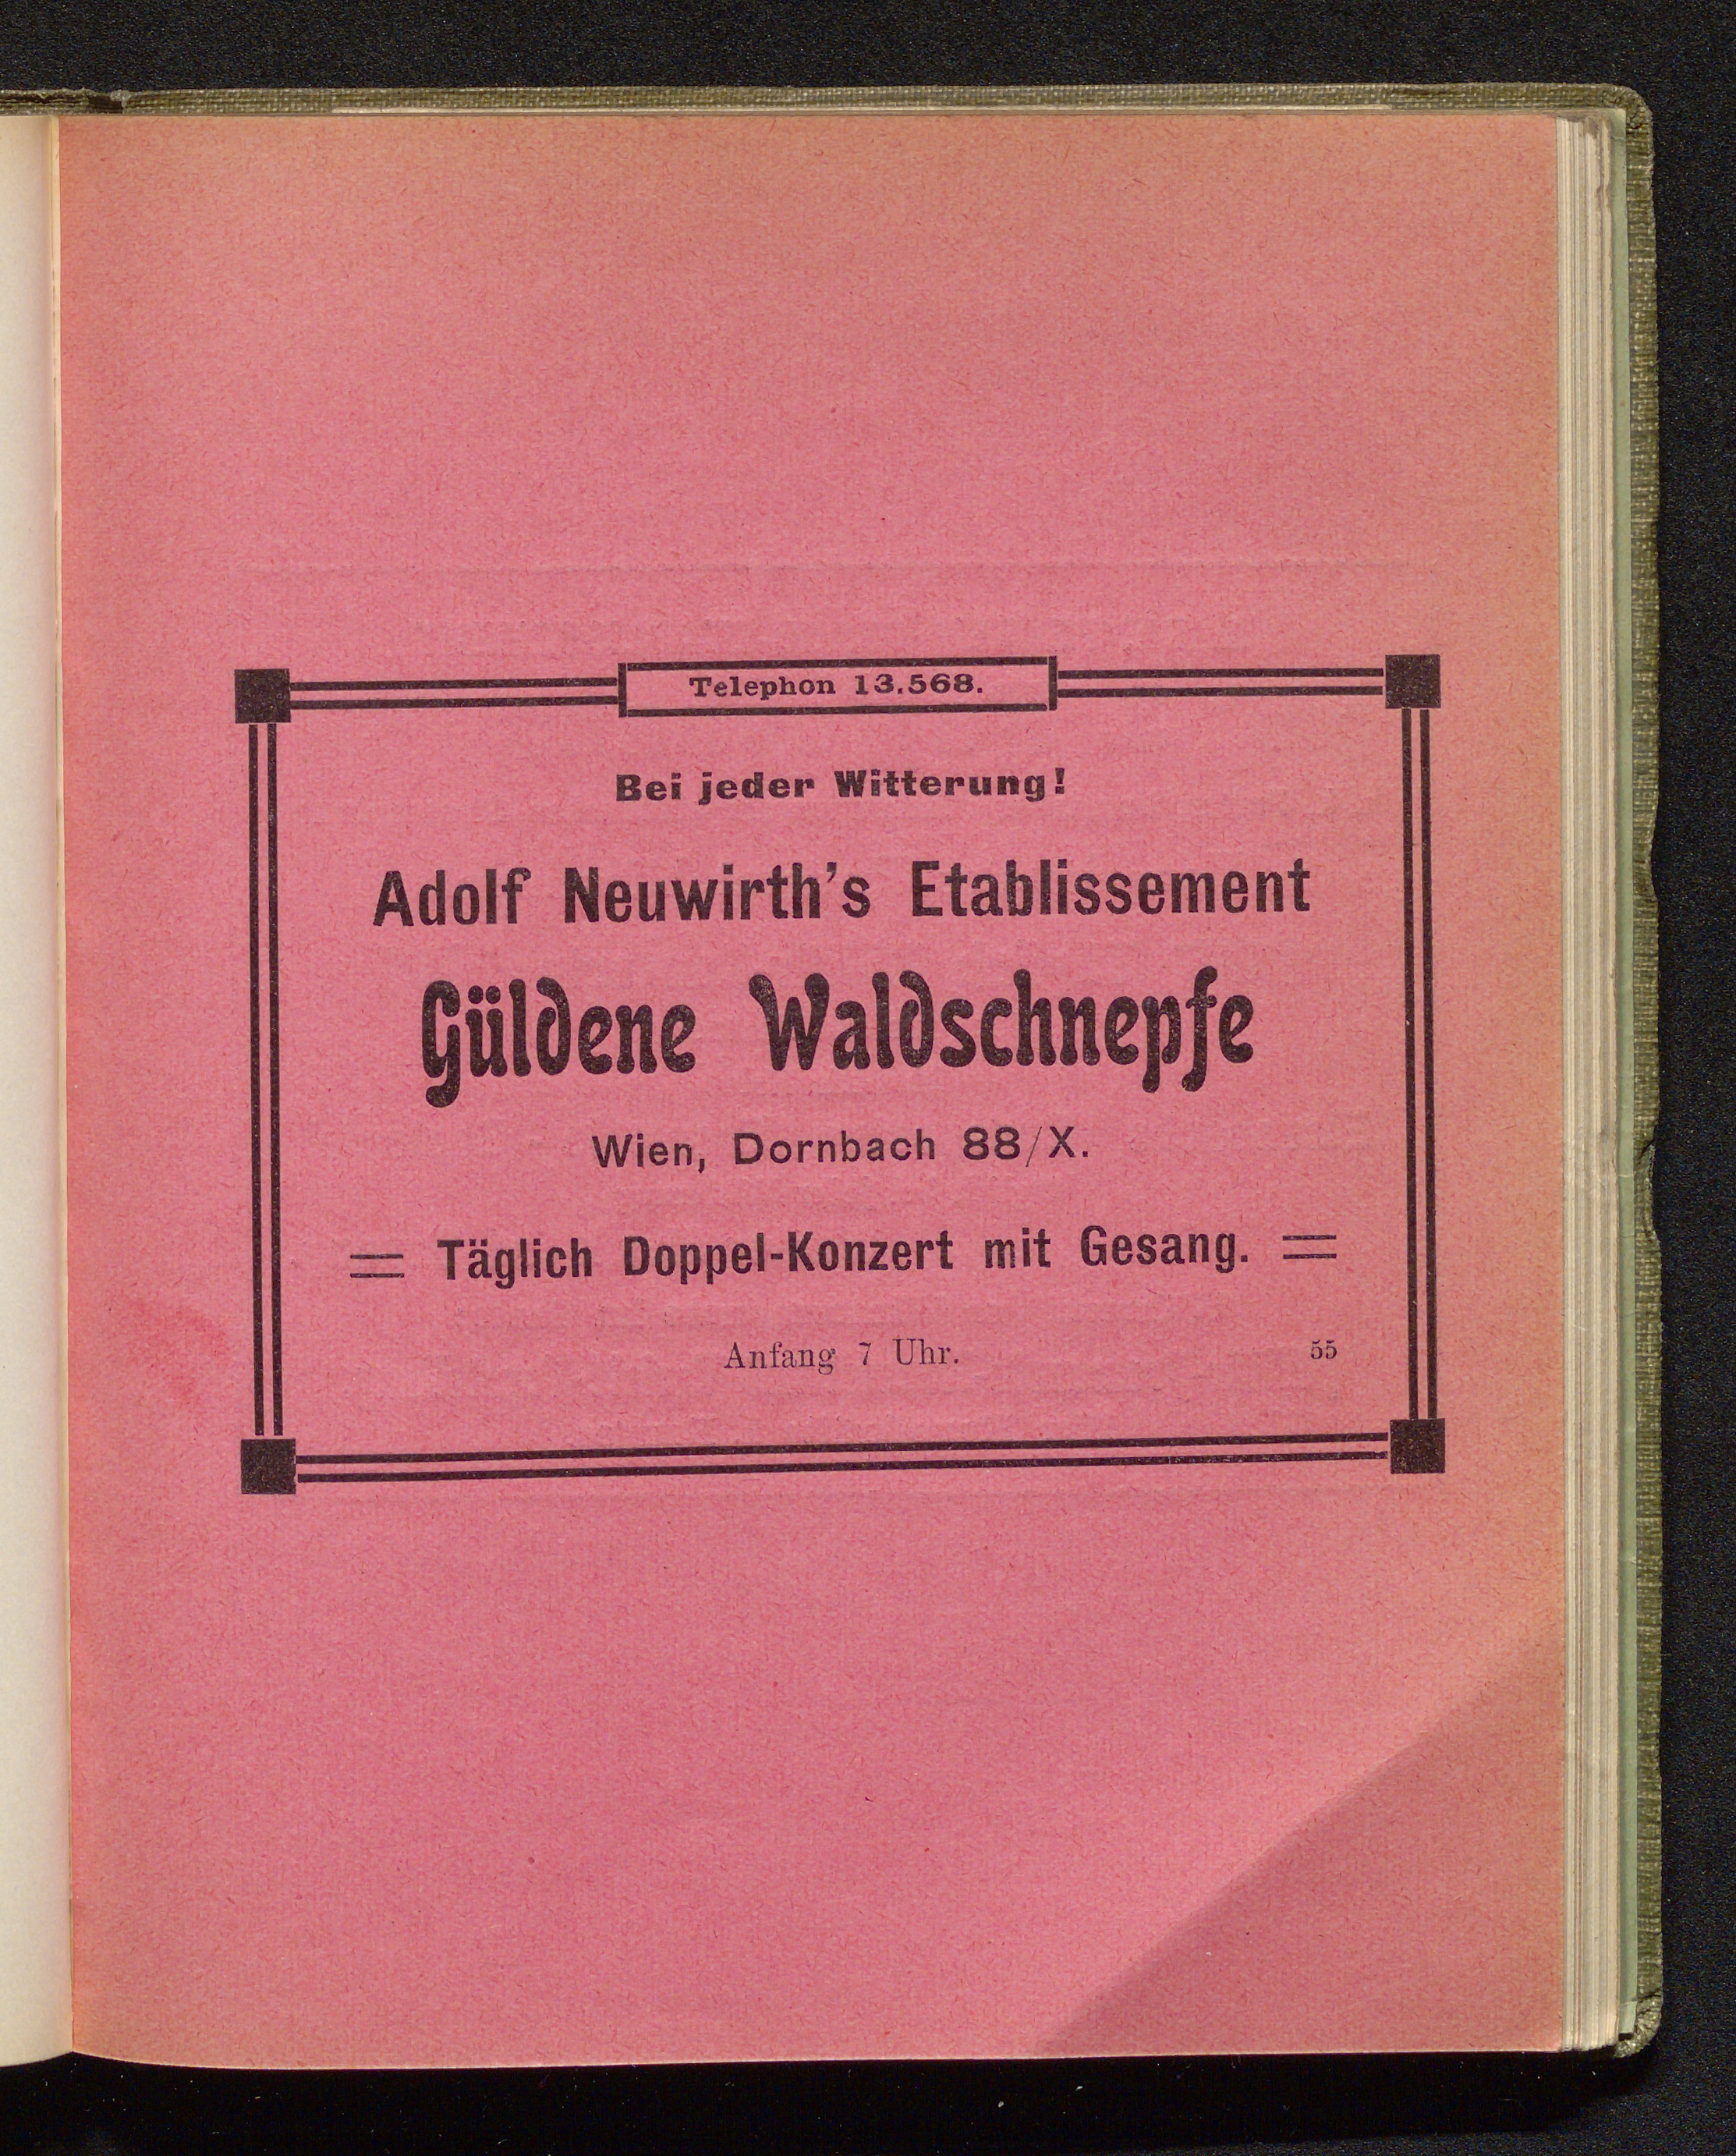 Telephon 13.568.
Bei jeder Witterung!
Adolf Neuwirth's Etablissement
Güldene Waldschnepfe
Wien, Dornbach 88/X.
= Täglich Doppel-Konzert mit Gesang. =
Anfang 7 Uhr. 55